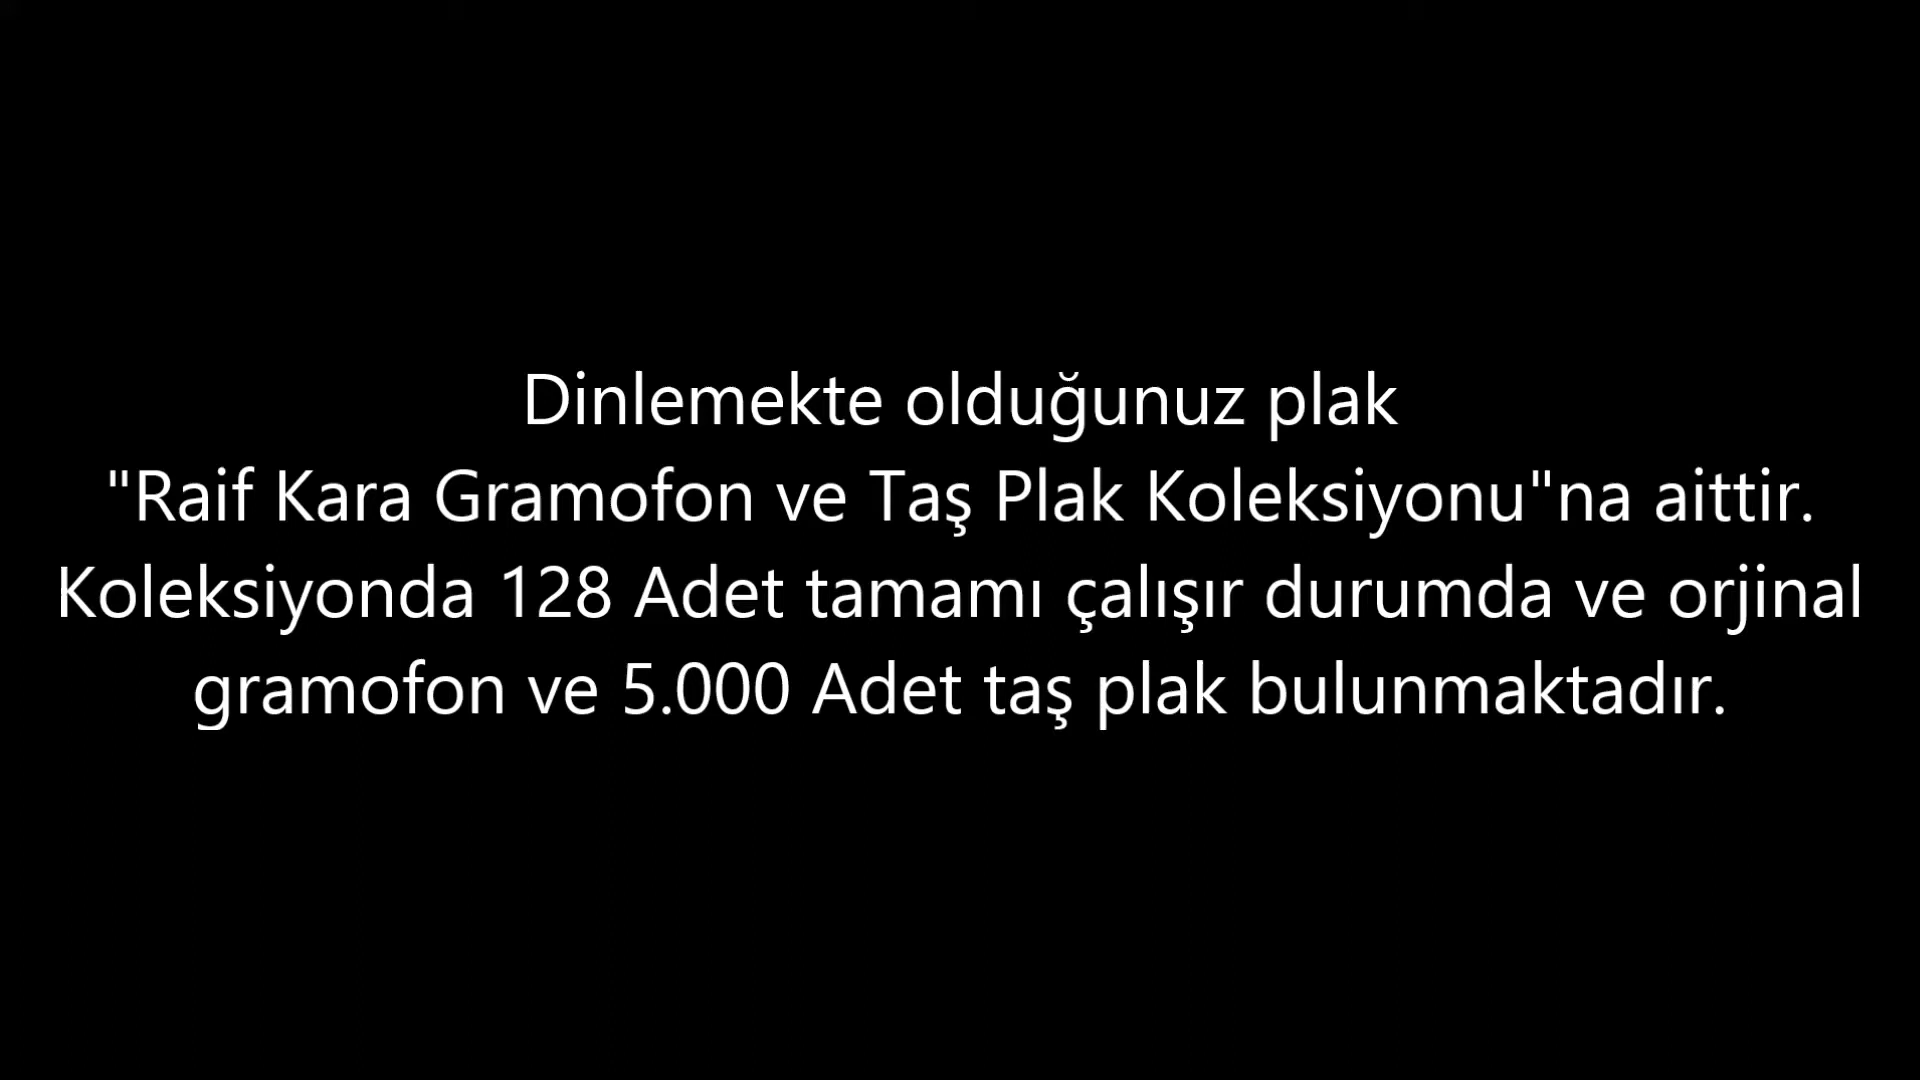 Dinlemekte olduğunuz plak
"Raif Kara Gramofon ve Taş Plak Koleksiyonu"na aittir.
Koleksiyonda 128 Adet tamamı çalışır durumda ve orjinal
gramofon ve 5.000 Adet taş plak bulunmaktadır.